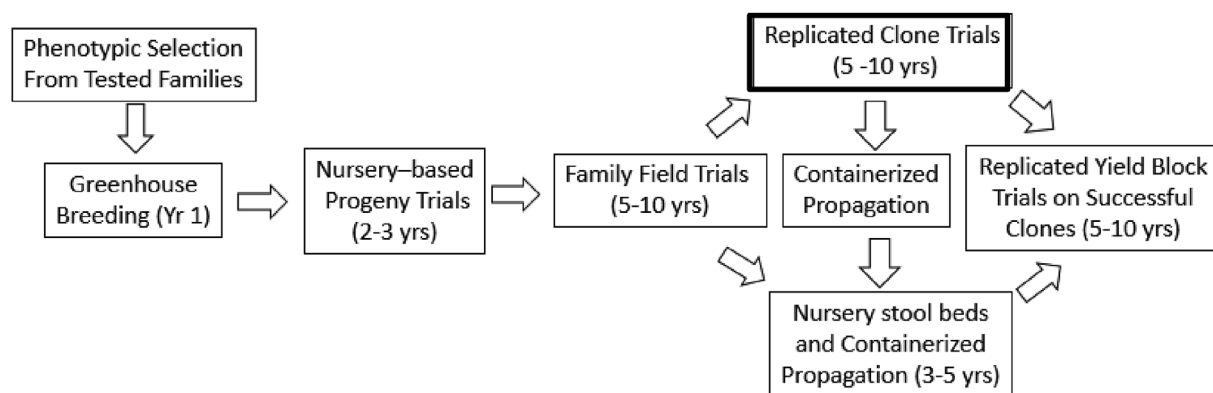 Phenotypic Selection
From Tested Families
Greenhouse
Breeding (Yr 1)
Nursery–based
Progeny Trials
(2-3 yrs)
Family Field Trials
(5-10 yrs)
Replicated Clone Trials
(5 -10 yrs)
Containerized
Propagation
Nursery stool beds
and Containerized
Propagation (3-5 yrs)
Replicated Yield Block
Trials on Successful
Clones (5-10 yrs)